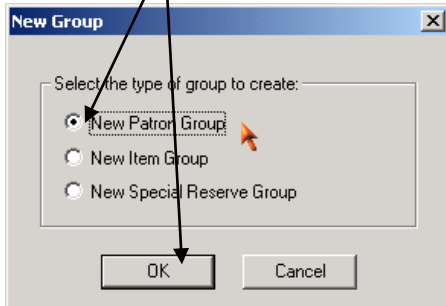 New Group
Select the type of group to create:
New Patron Group
New Item Group
New Special Reserve Group
OK
Cancel